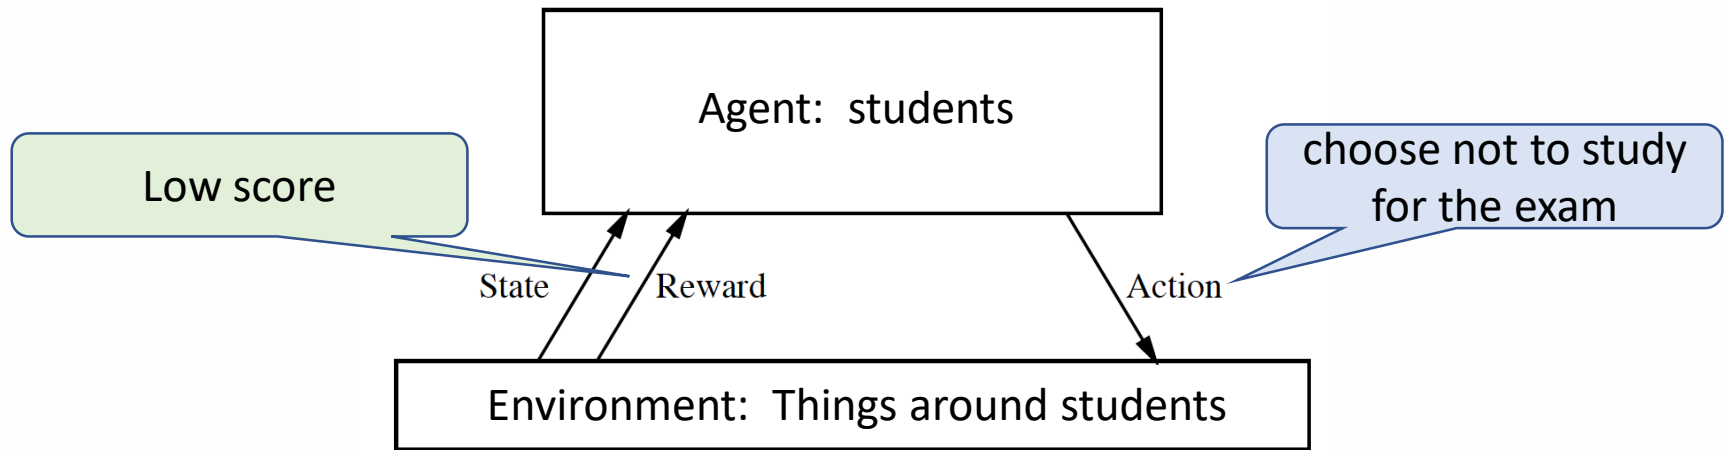 Agent: students
Low score
choose not to study
for the exam
State
Reward
Action
Environment: Things around students